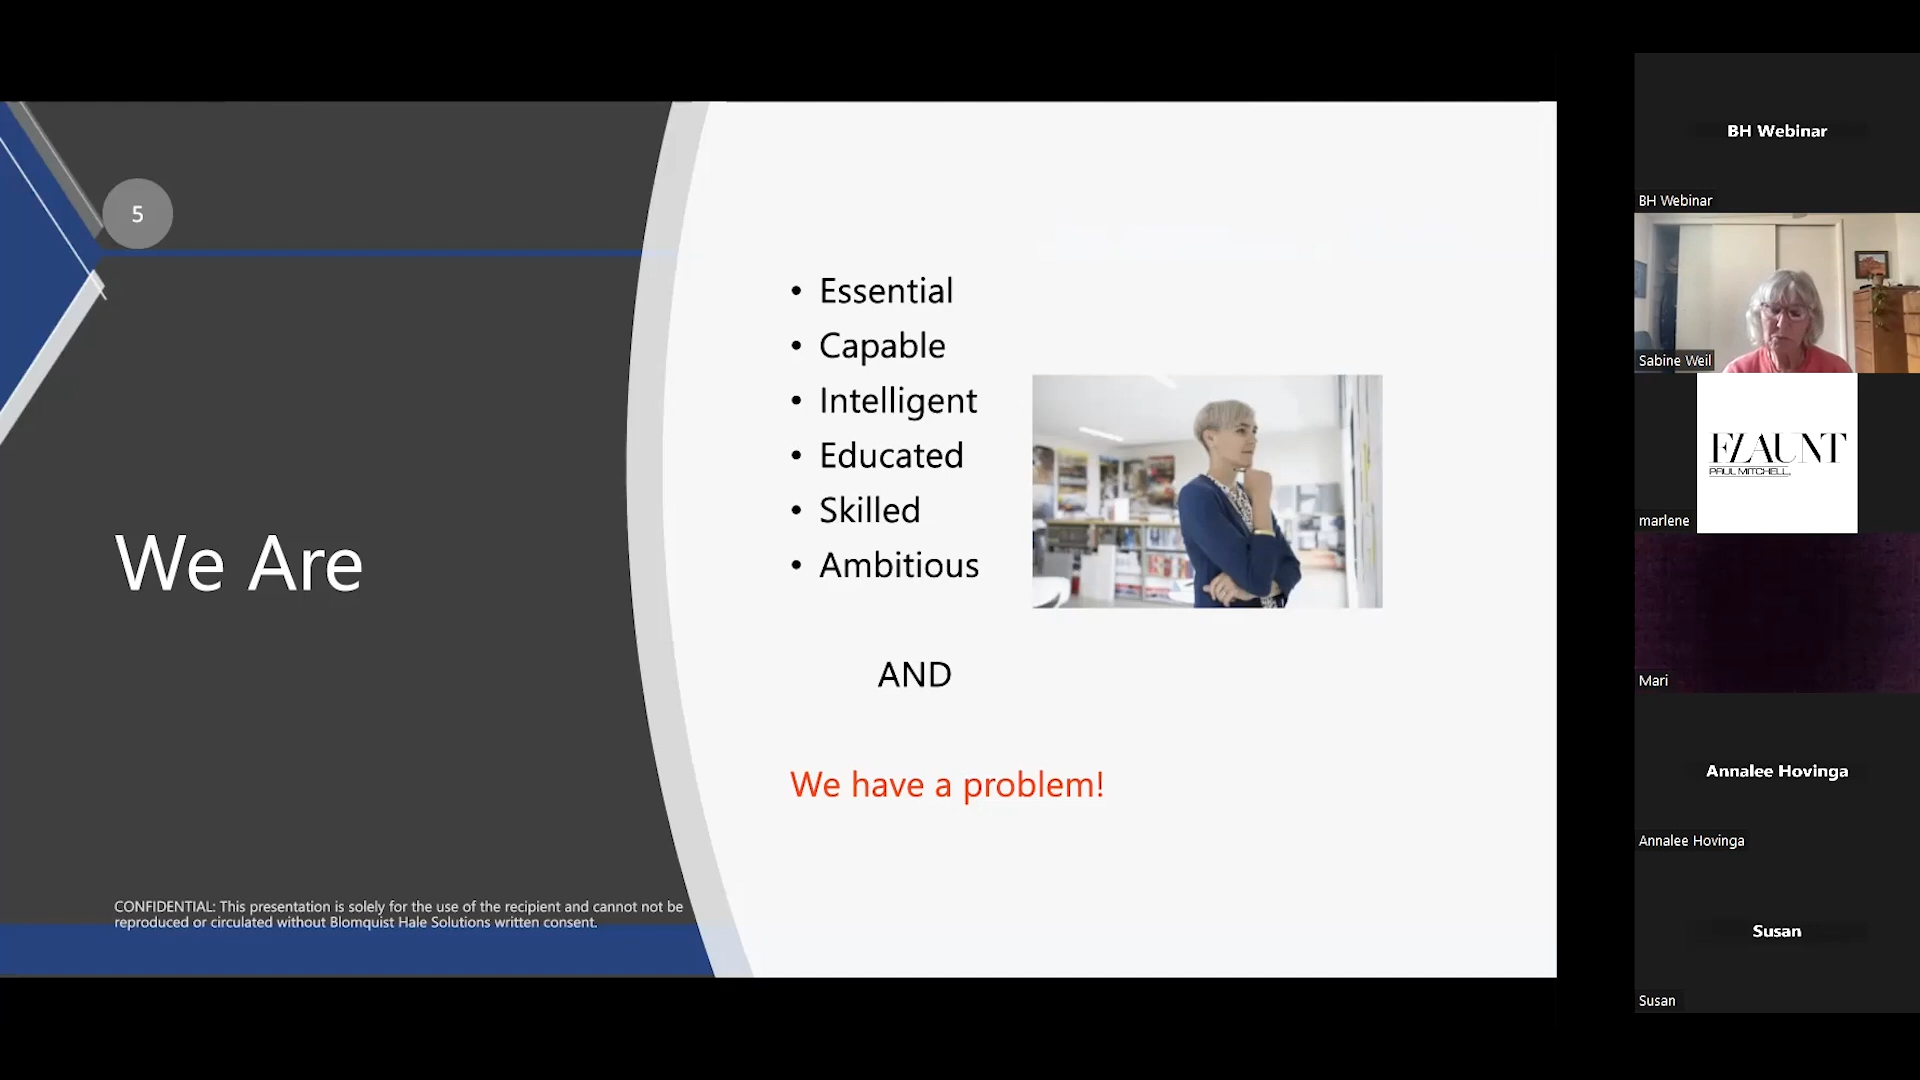 5
We Are
• Essential
• Capable
• Intelligent
• Educated
• Skilled
• Ambitious
AND
We have a problem!
CONFIDENTIAL: This presentation is solely for the use of the recipient and cannot not be
reproduced or circulated without Blomquist Hale Solutions written consent.
BH Webinar
BH Webinar
Sabine Weil
FLAUNT
PAUL MITCHELL
marlene
Mari
Annalee Hovinga
Annalee Hovinga
Susan
Susan